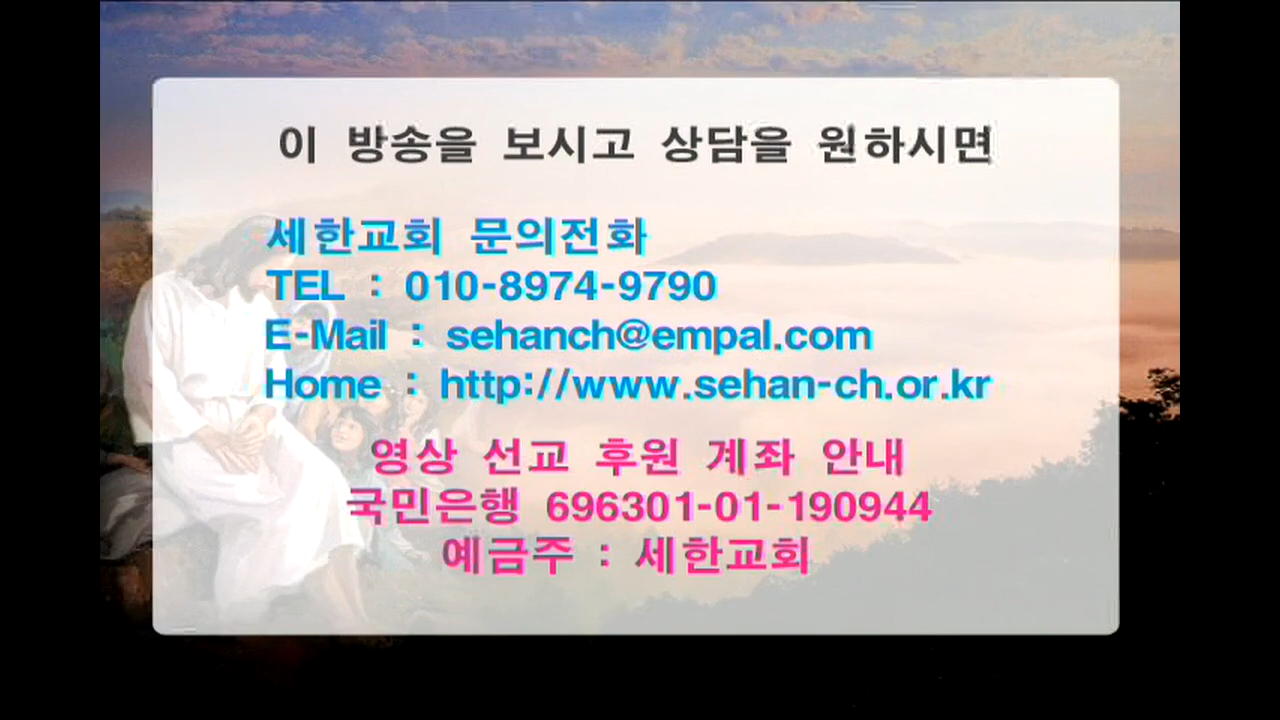 이 방송을 보시고 상담을 원하시면
세한교회 문의전화
TEL : 010-8974-9790
E-Mail : sehanch@empal.com
Home : http://www.sehan-ch.or.kr
영상 선교 후원 계좌 안내
국민은행 696301-01-190944
예금주 : 세한교회